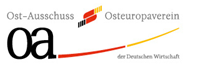 Ost-Ausschuss Osteuropaverein
oa
der Deutschen Wirtschaft